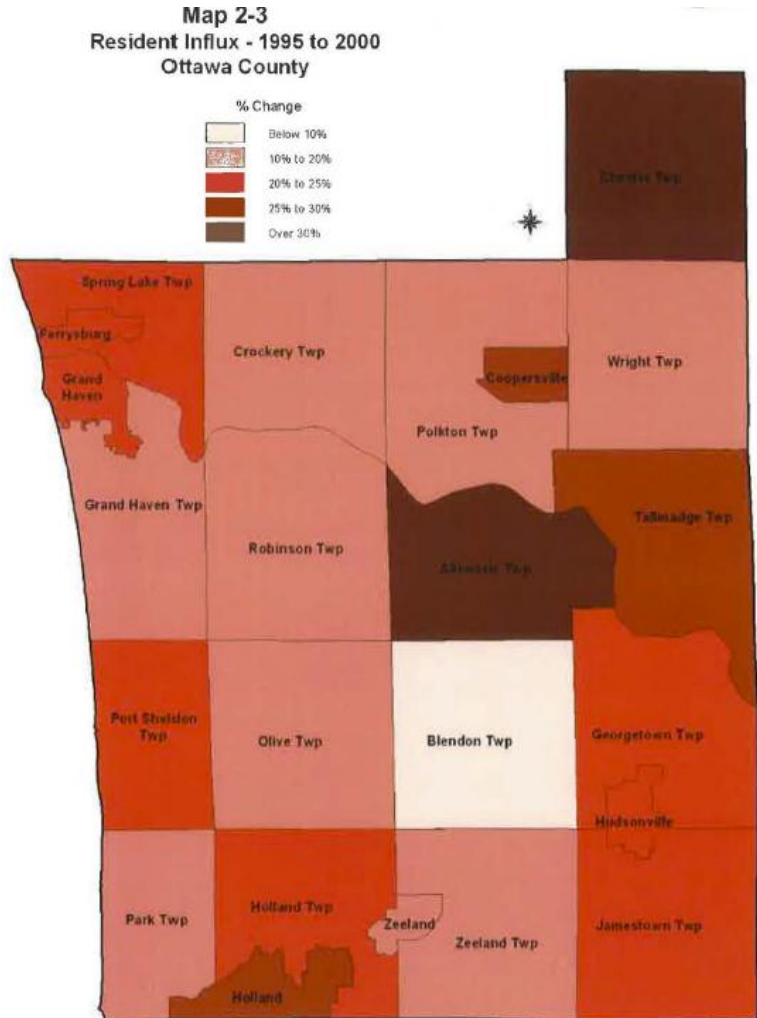 Map 2-3
Resident Influx - 1995 to 2000
Ottawa County
% Change
Below 10%
10% to 20%
20% to 25%
25% to 30%
Over 30%
Chester Twp
Spring Lake Twp
Ferrysburg
Crockery Twp
Wright Twp
Grand
Haven
Coopersville
Polkton Twp
Grand Haven Twp
Tallmadge Twp
Robinson Twp
Allendale Twp
Port Sheldon
Twp
Olive Twp
Blendon Twp
Georgetown Twp
Hudsonville
Park Twp
Holland Twp
Zeeland
Zeeland Twp
Jamestown Twp
Holland